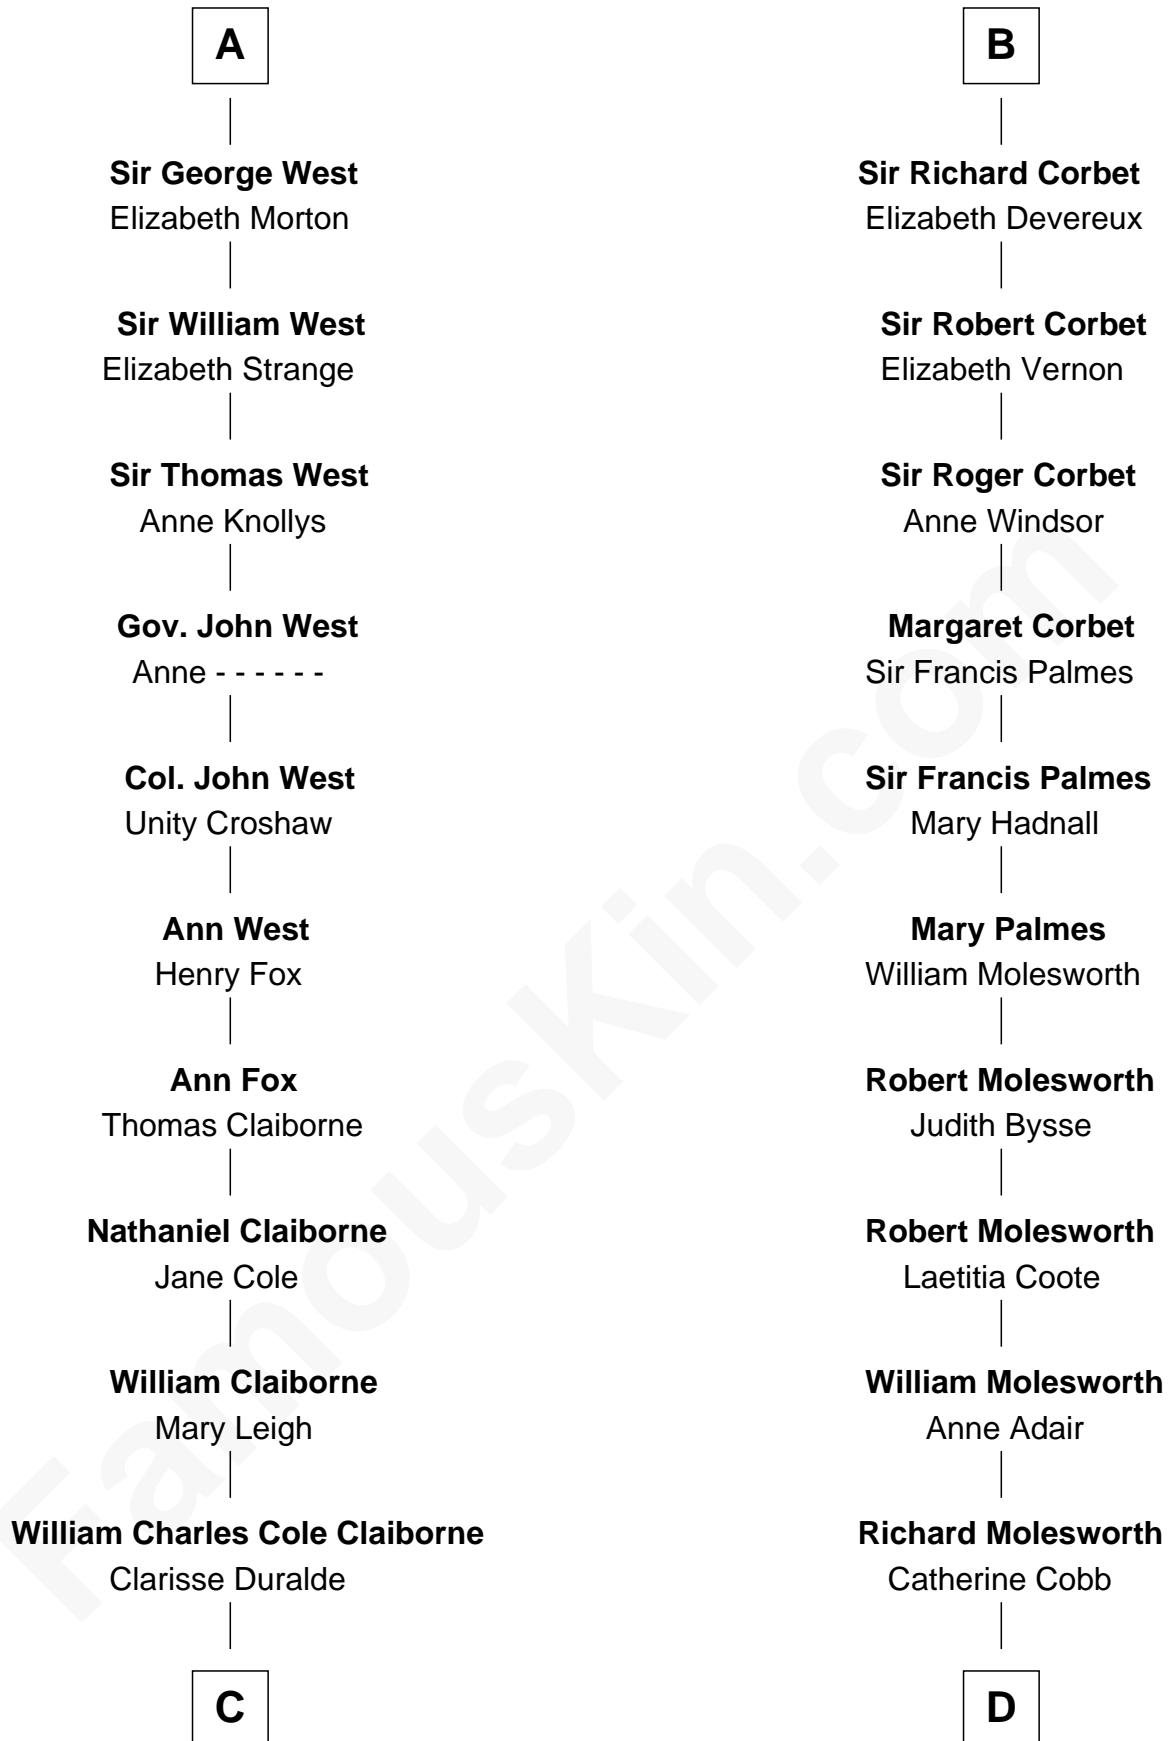 A
Sir George West
Elizabeth Morton
Sir William West
Elizabeth Strange
Sir Thomas West
Anne Knollys
Gov. John West
Anne - - - - - -
Col. John West
Unity Croshaw
Ann West
Henry Fox
Ann Fox
Thomas Claiborne
Nathaniel Claiborne
Jane Cole
William Claiborne
Mary Leigh
William Charles Cole Claiborne
Clarisse Duralde
C
B
Sir Richard Corbet
Elizabeth Devereux
Sir Robert Corbet
Elizabeth Vernon
Sir Roger Corbet
Anne Windsor
Margaret Corbet
Sir Francis Palmes
Sir Francis Palmes
Mary Hadnall
Mary Palmes
William Molesworth
Robert Molesworth
Judith Bysse
Robert Molesworth
Laetitia Coote
William Molesworth
Anne Adair
Richard Molesworth
Catherine Cobb
D
FamousKin.com